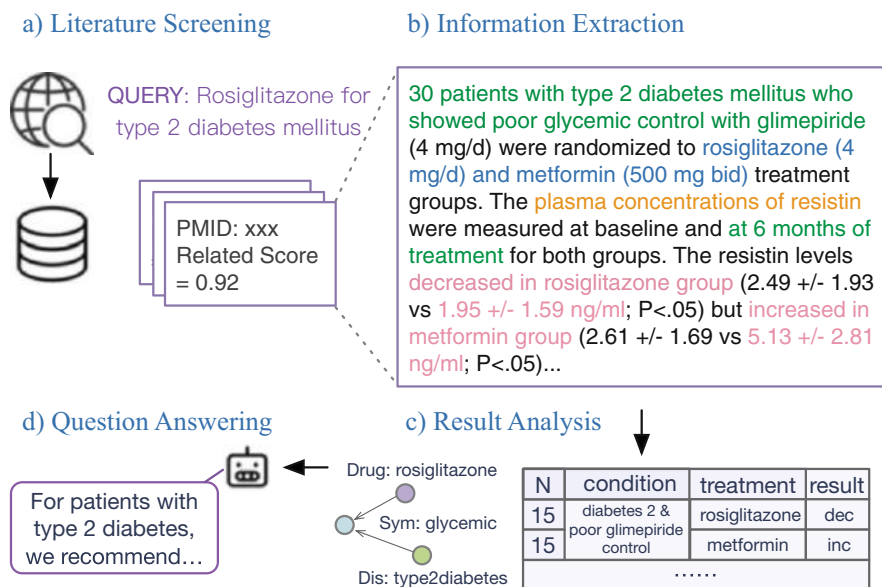 a) Literature Screening
QUERY: Rosiglitazone for
type 2 diabetes mellitus
PMID: xxx
Related Score
= 0.92
b) Information Extraction
30 patients with type 2 diabetes mellitus who
showed poor glycemic control with glimepiride
(4 mg/d) were randomized to rosiglitazone (4
mg/d) and metformin (500 mg bid) treatment
groups. The plasma concentrations of resistin
were measured at baseline and at 6 months of
treatment for both groups. The resistin levels
decreased in rosiglitazone group (2.49 +/- 1.93
vs 1.95 +/- 1.59 ng/ml; P<.05) but increased in
metformin group (2.61 +/- 1.69 vs 5.13 +/- 2.81
ng/ml; P<.05)...
c) Result Analysis
N condition treatment result
15 diabetes 2 & rosiglitazone dec
poor glimepiride
15 control metformin inc
......
Drug: rosiglitazone
Sym: glycemic
Dis: type2diabetes
d) Question Answering
For patients with
type 2 diabetes,
we recommend...